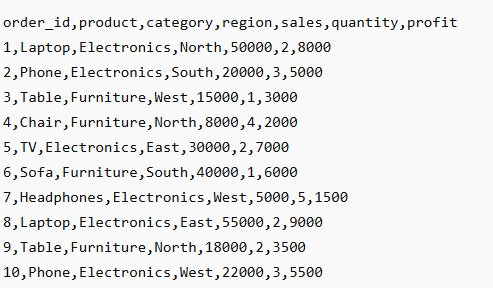 order_id,product,category,region,sales,quantity,profit
1,Laptop,Electronics,North,50000,2,8000
2,Phone,Electronics,South,20000,3,5000
3,Table,Furniture,West,15000,1,3000
4,Chair,Furniture,North,8000,4,2000
5,TV,Electronics,East,30000,2,7000
6,Sofa,Furniture,South,40000,1,6000
7,Headphones,Electronics,West,5000,5,1500
8,Laptop,Electronics,East,55000,2,9000
9,Table,Furniture,North,18000,2,3500
10,Phone,Electronics,West,22000,3,5500